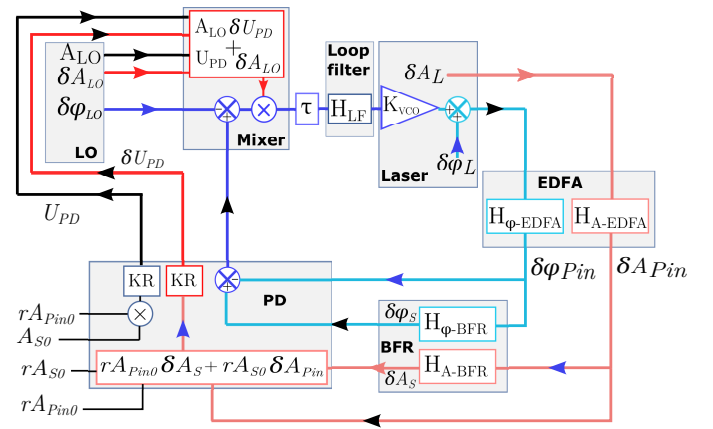 A_LO δU_PD
+
U_PD δA_LO
A_LO
δA_LO
δφ_LO
LO
- +
×
Mixer
τ
Loop
filter
H_LF
δA_L
K_VCO
+
+
δφ_L
Laser
EDFA
H_φ-EDFA
H_A-EDFA
δφ_Pin
δA_Pin
δU_PD
U_PD
KR
KR
×
+ -
PD
rA_Pin0
A_S0
rA_S0
rA_Pin0
rA_Pin0 δA_S + rA_S0 δA_Pin
δφ_S
H_φ-BFR
BFR
δA_S
H_A-BFR